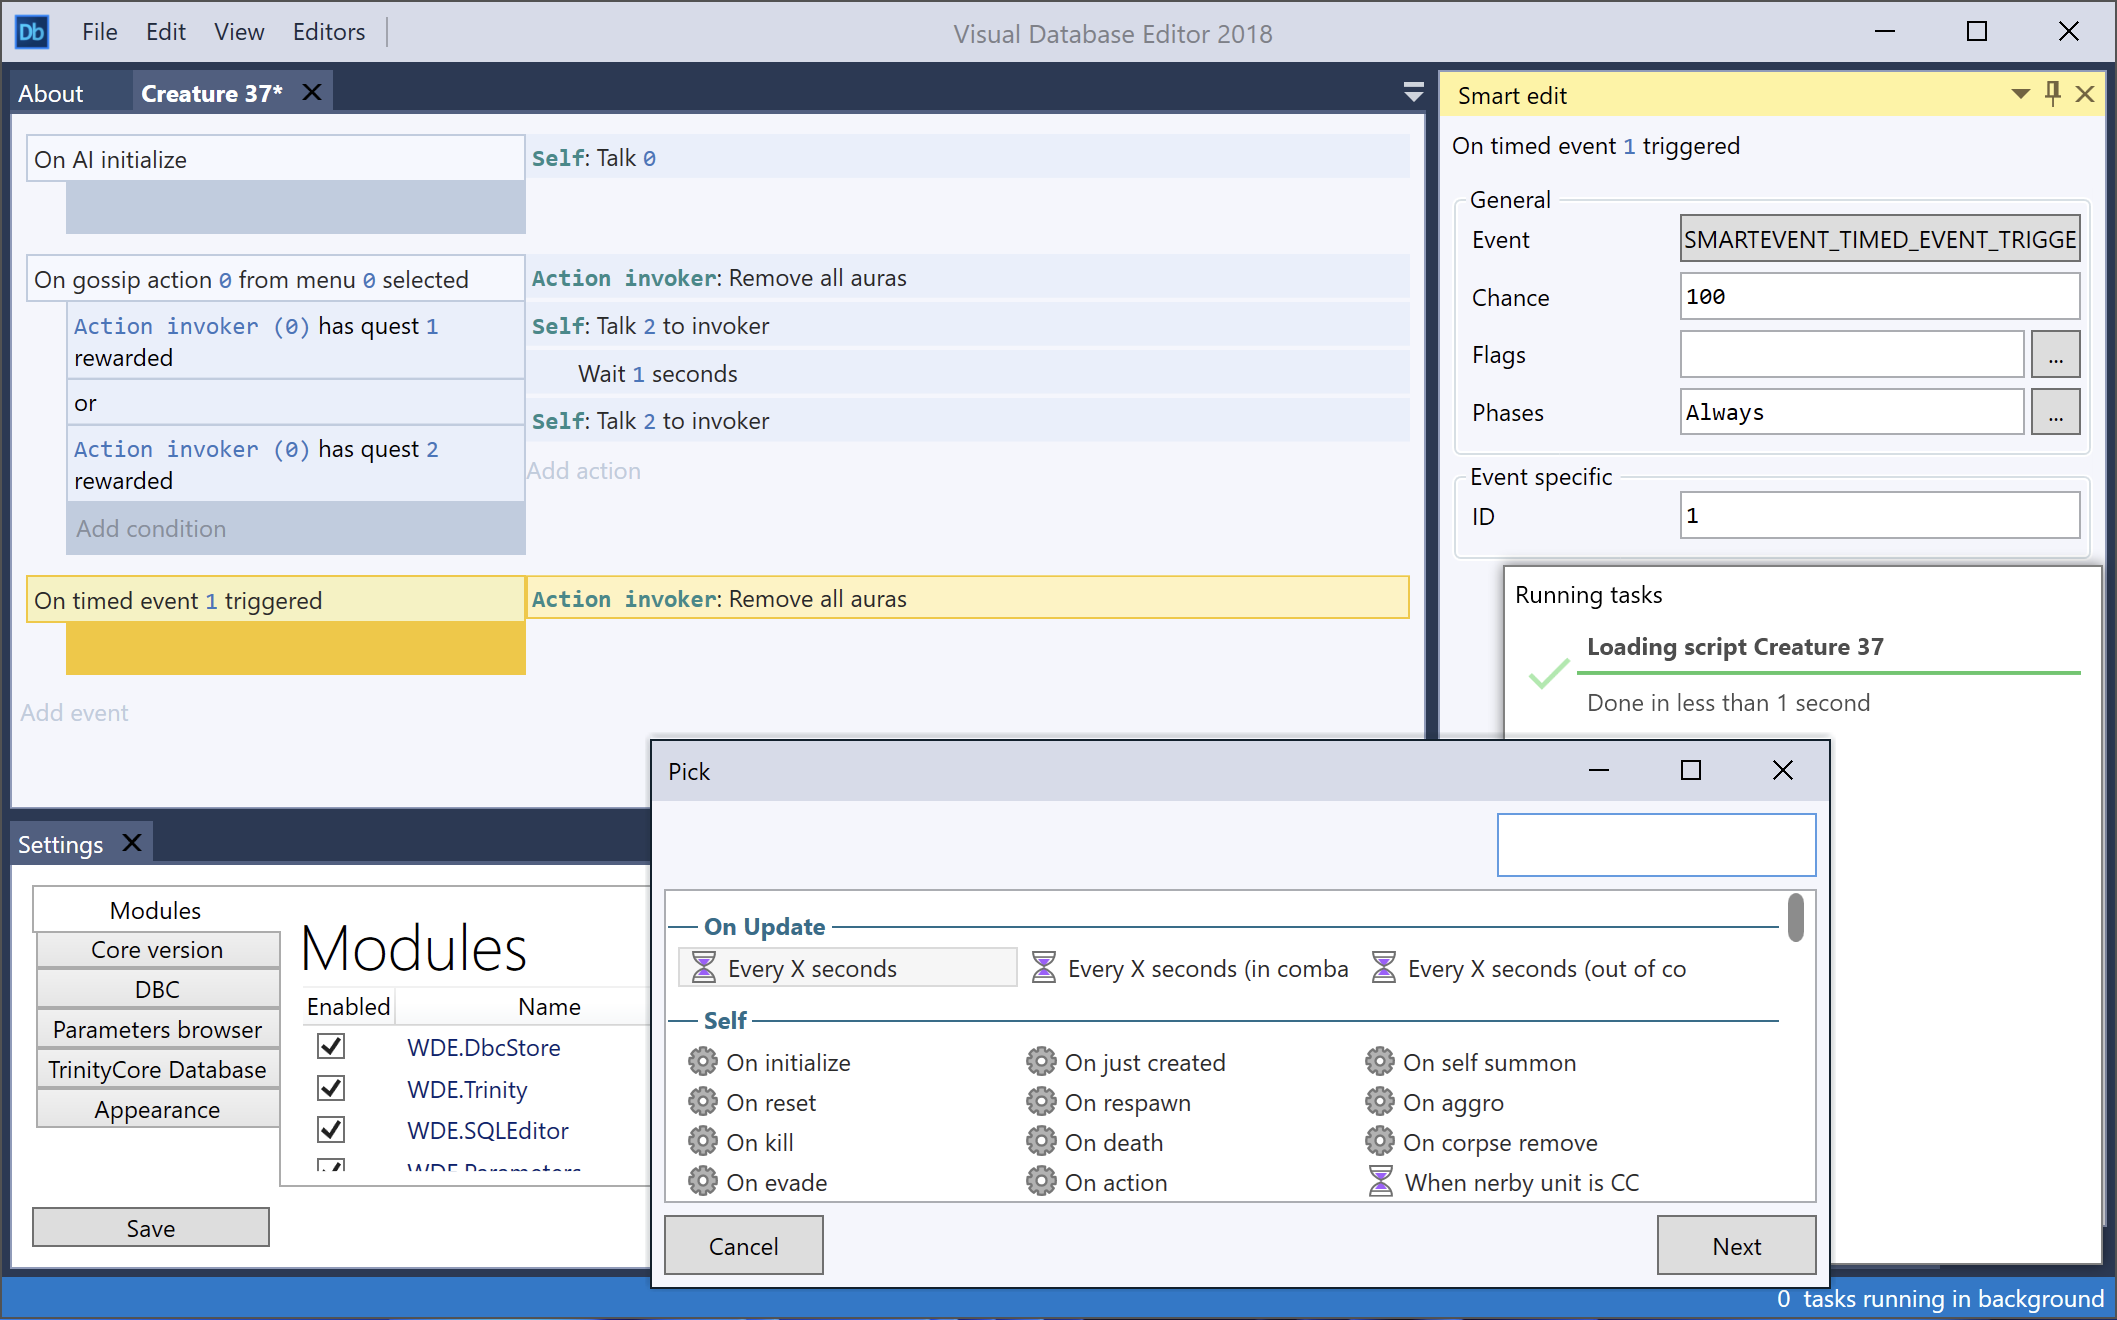 Db File Edit View Editors Visual Database Editor 2018
About Creature 37*
On AI initialize
Self: Talk 0
On gossip action 0 from menu 0 selected
Action invoker (0) has quest 1
rewarded
or
Action invoker (0) has quest 2
rewarded
Add condition
Action invoker: Remove all auras
Self: Talk 2 to invoker
Wait 1 seconds
Self: Talk 2 to invoker
Add action
On timed event 1 triggered
Action invoker: Remove all auras
Add event
Smart edit
On timed event 1 triggered
General
Event SMARTEVENT_TIMED_EVENT_TRIGGE
Chance 100
Flags ...
Phases Always ...
Event specific
ID 1
Running tasks
Loading script Creature 37
Done in less than 1 second
Settings
Modules
Core version
DBC
Parameters browser
TrinityCore Database
Appearance
Save
Modules
Enabled Name
WDE.DbcStore
WDE.Trinity
WDE.SQLEditor
WDE.Parameters
Pick
On Update
Every X seconds Every X seconds (in comba Every X seconds (out of co
Self
On initialize On just created On self summon
On reset On respawn On aggro
On kill On death On corpse remove
On evade On action When nerby unit is CC
Cancel Next
0 tasks running in background